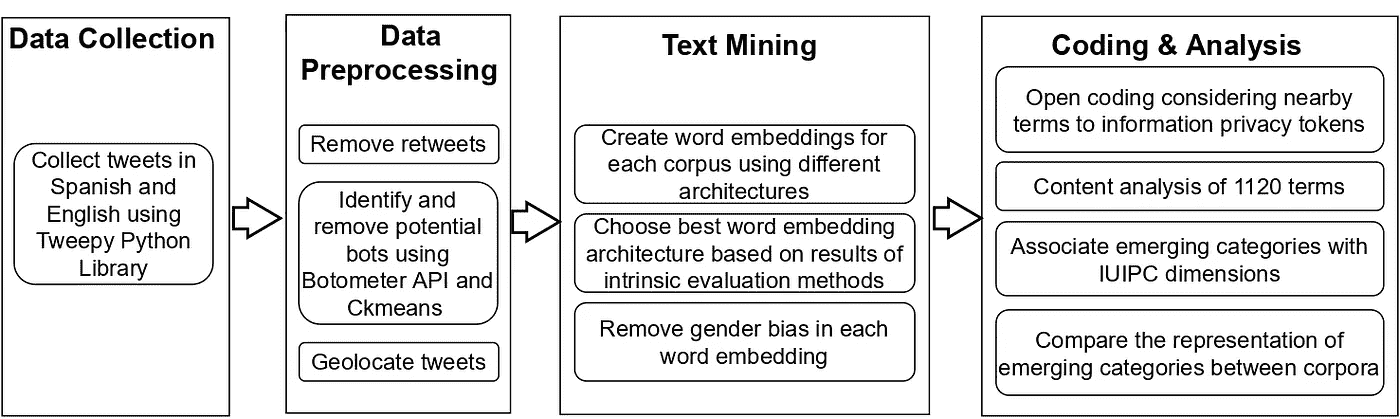 Data Collection
Collect tweets in
Spanish and
English using
Tweepy Python
Library
Data
Preprocessing
Remove retweets
Identify and
remove potential
bots using
Botometer API and
Ckmeans
Geolocate tweets
Text Mining
Create word embeddings for
each corpus using different
architectures
Choose best word embedding
architecture based on results of
intrinsic evaluation methods
Remove gender bias in each
word embedding
Coding & Analysis
Open coding considering nearby
terms to information privacy tokens
Content analysis of 1120 terms
Associate emerging categories with
IUIPC dimensions
Compare the representation of
emerging categories between corpora